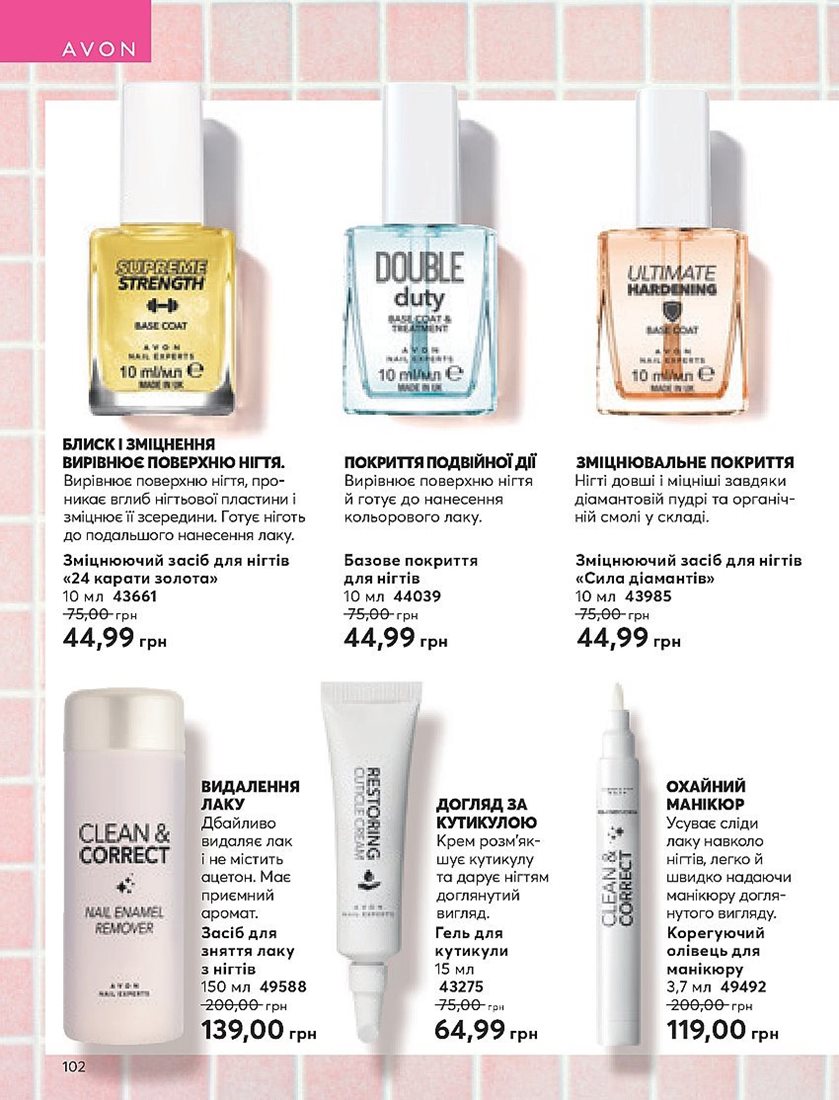 AVON
SUPREME
STRENGTH
BASE COAT
AVON
NAIL EXPERTS
10 ml/мл ℮
MADE IN UK
DOUBLE
duty
BASE COAT &
TREATMENT
AVON
NAIL EXPERTS
10 ml/мл ℮
MADE IN UK
ULTIMATE
HARDENING
BASE COAT
AVON
NAIL EXPERTS
10 ml/мл ℮
MADE IN UK
БЛИСК І ЗМІЦНЕННЯ
ВИРІВНЮЄ ПОВЕРХНЮ НІГТЯ.
Вирівнює поверхню нігтя, про-
никає вглиб нігтьової пластини і
зміцнює її зсередини. Готує ніготь
до подальшого нанесення лаку.
Зміцнюючий засіб для нігтів
«24 карати золота»
10 мл 43661
75,00 грн
44,99 грн
ПОКРИТТЯ ПОДВІЙНОЇ ДІЇ
Вирівнює поверхню нігтя
й готує до нанесення
кольорового лаку.
Базове покриття
для нігтів
10 мл 44039
75,00 грн
44,99 грн
ЗМІЦНЮВАЛЬНЕ ПОКРИТТЯ
Нігті довші і міцніші завдяки
діамантовій пудрі та органіч-
ній смолі у складі.
Зміцнюючий засіб для нігтів
«Сила діамантів»
10 мл 43985
75,00 грн
44,99 грн
CLEAN &
CORRECT
NAIL ENAMEL
REMOVER
AVON
NAIL EXPERTS
ВИДАЛЕННЯ
ЛАКУ
Дбайливо
видаляє лак
і не містить
ацетон. Має
приємний
аромат.
Засіб для
зняття лаку
з нігтів
150 мл 49588
200,00 грн
139,00 грн
RESTORING
CUTICLE CREAM
AVON
NAIL EXPERTS
ДОГЛЯД ЗА
КУТИКУЛОЮ
Крем розм'як-
шує кутикулу
та дарує нігтям
доглянутий
вигляд.
Гель для
кутикули
15 мл
43275
75,00 грн
64,99 грн
CLEAN &
CORRECT
ОХАЙНИЙ
МАНІКЮР
Усуває сліди
лаку навколо
нігтів, легко й
швидко надаючи
манікюру догля-
нутого вигляду.
Корегуючий
олівець для
манікюру
3,7 мл 49492
200,00 грн
119,00 грн
102